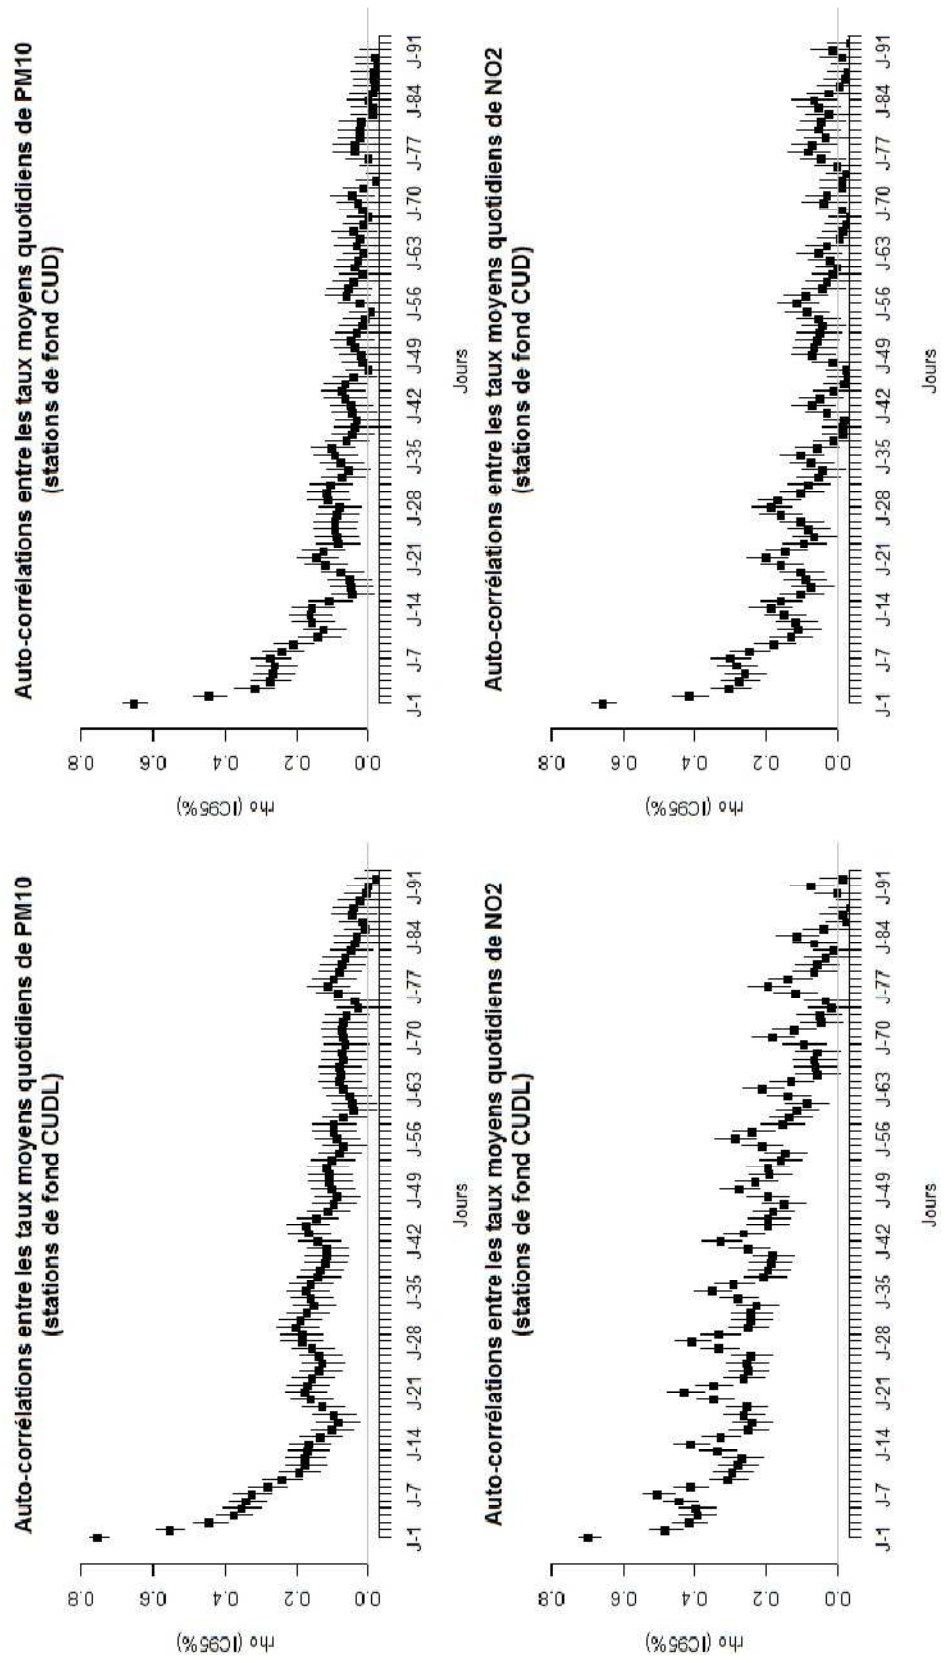 Auto-corrélations entre les taux moyens quotidiens de PM10
(stations de fond CUDL)
rho (IC95%)
0.8
0.6
0.4
0.2
0.0
J-1 J-7 J-14 J-21 J-28 J-35 J-42 J-49 J-56 J-63 J-70 J-77 J-84 J-91
Jours
Auto-corrélations entre les taux moyens quotidiens de PM10
(stations de fond CUD)
rho (IC95%)
0.8
0.6
0.4
0.2
0.0
J-1 J-7 J-14 J-21 J-28 J-35 J-42 J-49 J-56 J-63 J-70 J-77 J-84 J-91
Jours
Auto-corrélations entre les taux moyens quotidiens de NO2
(stations de fond CUDL)
rho (IC95%)
0.8
0.6
0.4
0.2
0.0
J-1 J-7 J-14 J-21 J-28 J-35 J-42 J-49 J-56 J-63 J-70 J-77 J-84 J-91
Jours
Auto-corrélations entre les taux moyens quotidiens de NO2
(stations de fond CUD)
rho (IC95%)
0.8
0.6
0.4
0.2
0.0
J-1 J-7 J-14 J-21 J-28 J-35 J-42 J-49 J-56 J-63 J-70 J-77 J-84 J-91
Jours